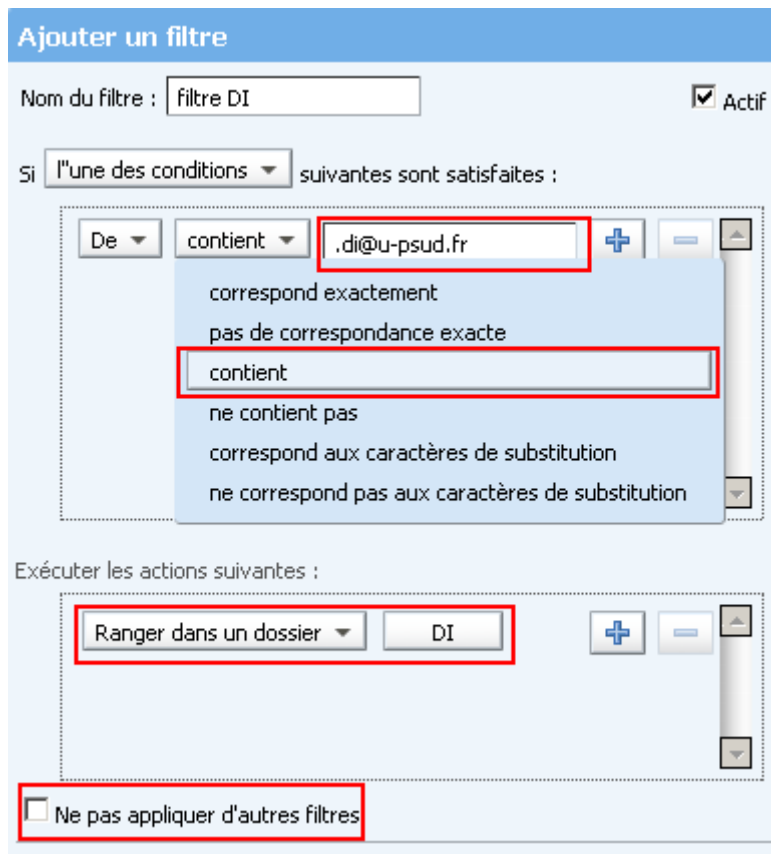 Ajouter un filtre
Nom du filtre : filtre DI Actif
Si l''une des conditions suivantes sont satisfaites :
De contient .di@u-psud.fr
correspond exactement
pas de correspondance exacte
contient
ne contient pas
correspond aux caractères de substitution
ne correspond pas aux caractères de substitution
Exécuter les actions suivantes :
Ranger dans un dossier DI
Ne pas appliquer d'autres filtres